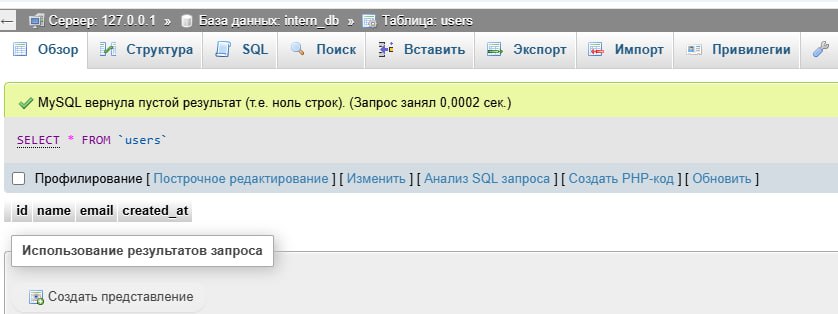 ← Сервер: 127.0.0.1 » База данных: intern_db » Таблица: users
Обзор Структура SQL Поиск Вставить Экспорт Импорт Привилегии
MySQL вернула пустой результат (т.е. ноль строк). (Запрос занял 0,0002 сек.)
SELECT * FROM `users`
Профилирование [ Построчное редактирование ] [ Изменить ] [ Анализ SQL запроса ] [ Создать PHP-код ] [ Обновить ]
id name email created_at
Использование результатов запроса
Создать представление